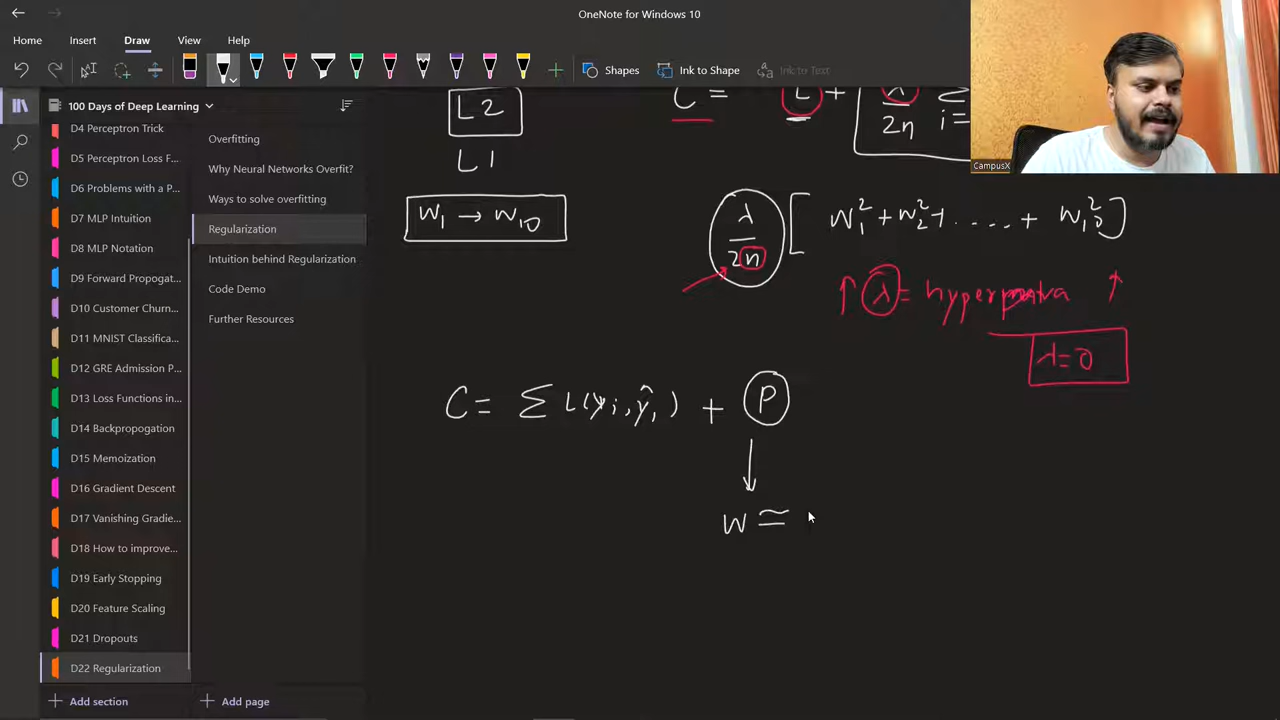 OneNote for Windows 10
Home Insert Draw View Help
Shapes Ink to Shape Ink to Text
100 Days of Deep Learning
D4 Perceptron Trick
D5 Perceptron Loss F...
D6 Problems with a P...
D7 MLP Intuition
D8 MLP Notation
D9 Forward Propogat...
D10 Customer Churn...
D11 MNIST Classifica...
D12 GRE Admission P...
D13 Loss Functions in...
D14 Backpropogation
D15 Memoization
D16 Gradient Descent
D17 Vanishing Gradie...
D18 How to improve...
D19 Early Stopping
D20 Feature Scaling
D21 Dropouts
D22 Regularization
Add section
Overfitting
Why Neural Networks Overfit?
Ways to solve overfitting
Regularization
Intuition behind Regularization
Code Demo
Further Resources
Add page
L2
L1
W₁ → W₁₀
C = L + λ/2n Σ i=
λ/2n [ W₁² + W₂² + ..... + W₁₀² ]
↑ λ = ↑
λ=0
C = Σ L(yᵢ, ŷᵢ) + P
↓
W ≃
CampusX